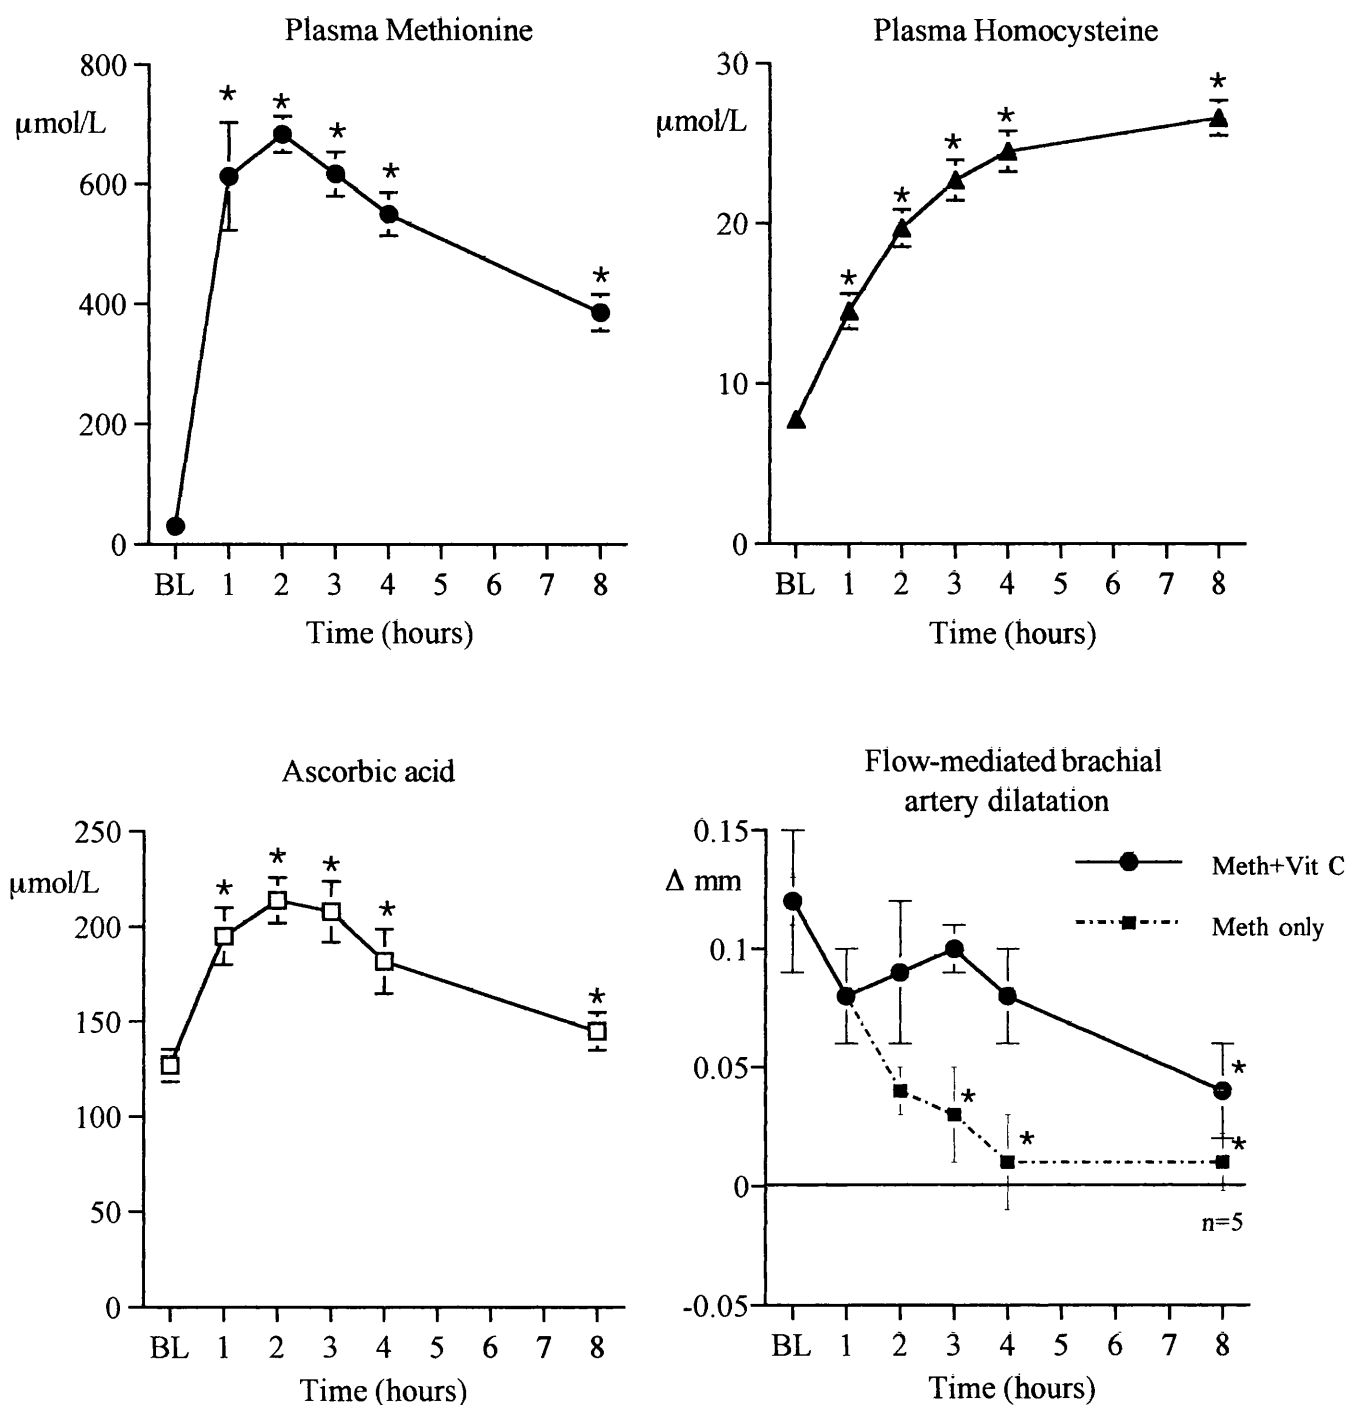 Plasma Methionine
800
μmol/L
600
400
200
0
BL 1 2 3 4 5 6 7 8
Time (hours)
* * * * *
Plasma Homocysteine
30
μmol/L
20
10
0
BL 1 2 3 4 5 6 7 8
Time (hours)
* * * * *
Ascorbic acid
250
μmol/L
200
150
100
50
0
BL 1 2 3 4 5 6 7 8
Time (hours)
* * * * *
Flow-mediated brachial
artery dilatation
0.15
Δ mm
0.1
0.05
0
-0.05
Meth+Vit C
Meth only
* * * *
n=5
BL 1 2 3 4 5 6 7 8
Time (hours)